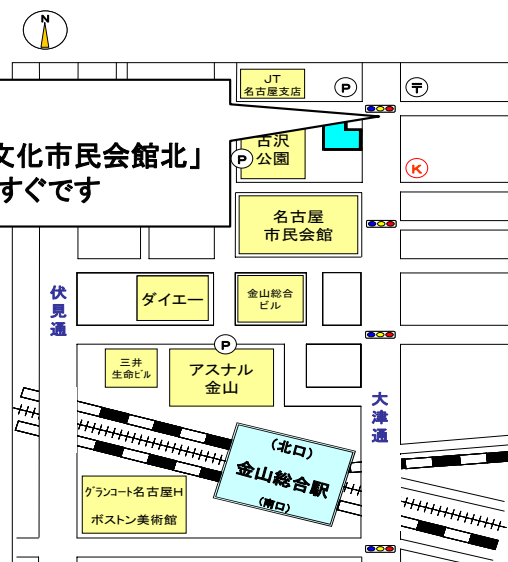 N
JT
名古屋支店
P
〒
文化市民会館北」
すぐです
古沢
公園
P
K
名古屋
市民会館
伏見通
ダイエー
金山総合
ビル
P
三井
生命ビル
アスナル
金山
大津通
(北口)
金山総合駅
(南口)
グランコート名古屋H
ボストン美術館